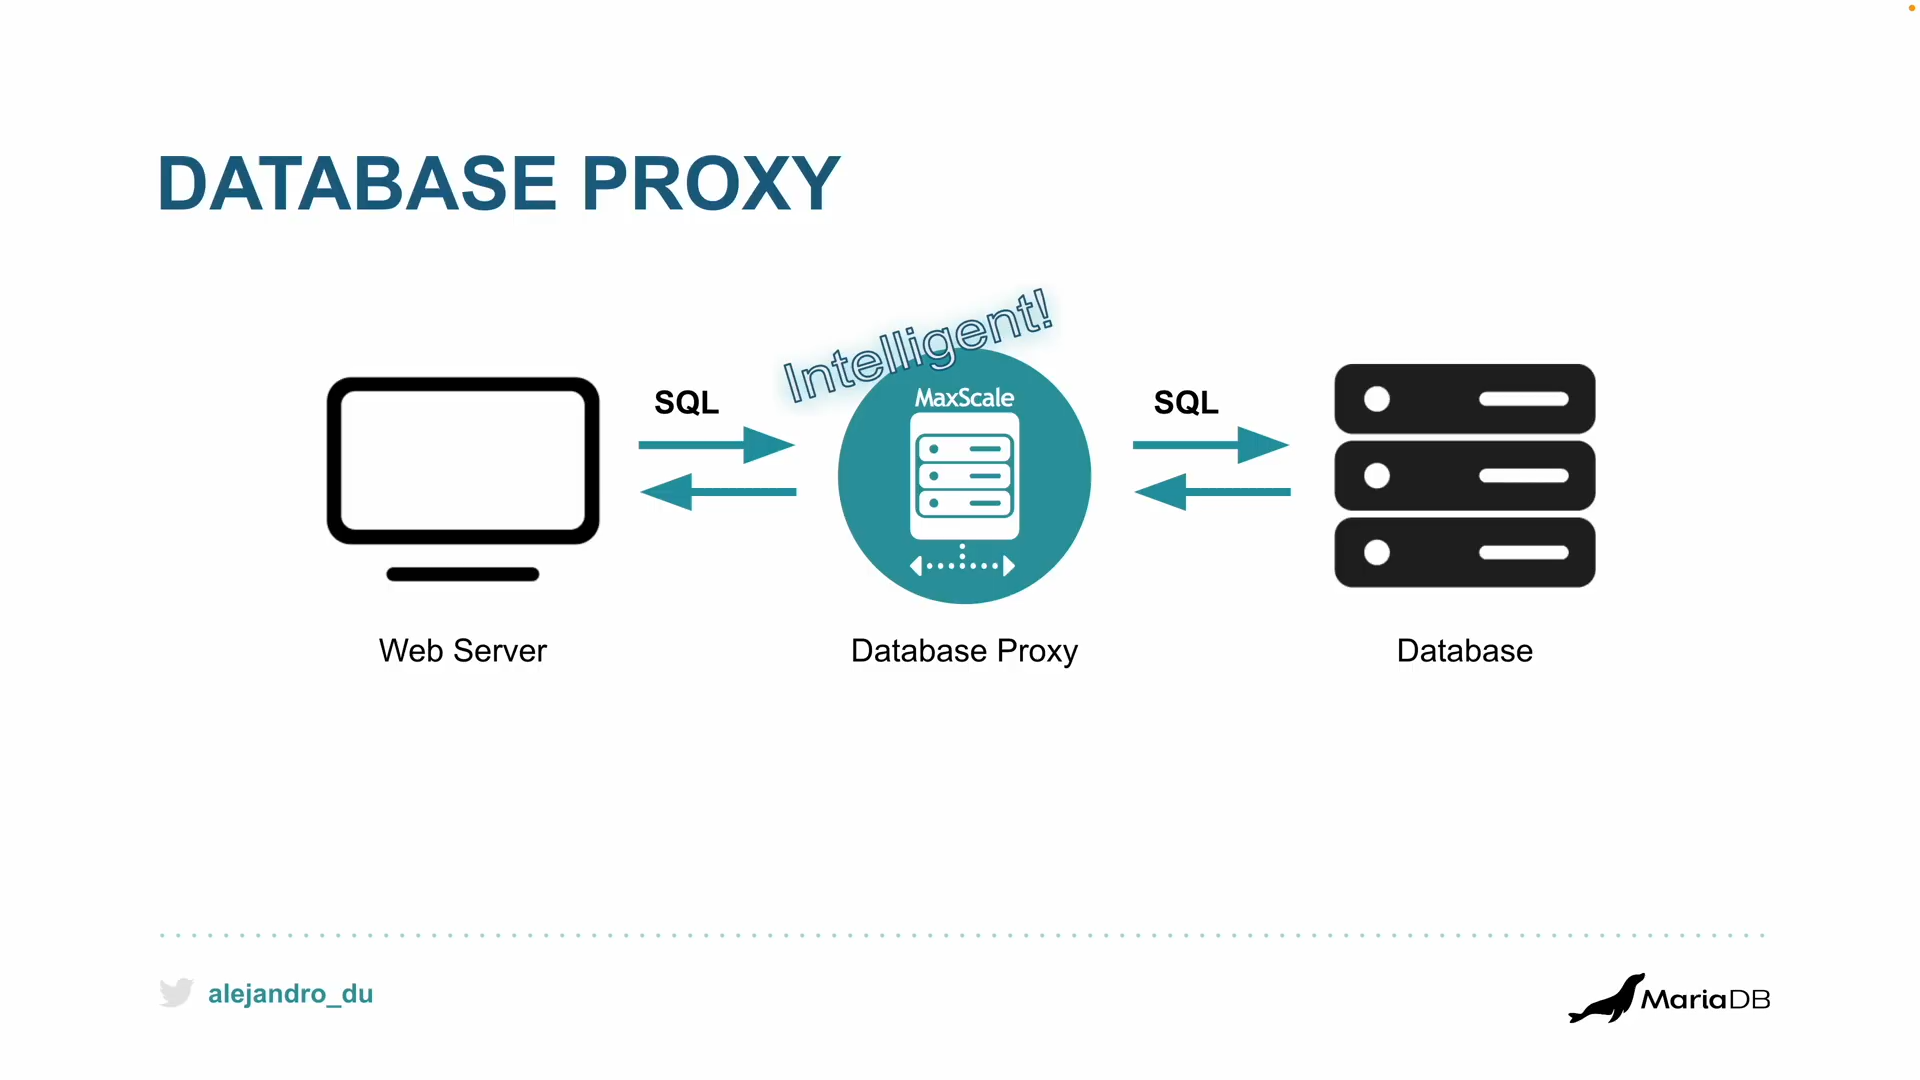 DATABASE PROXY
Intelligent!
SQL
MaxScale
SQL
Web Server
Database Proxy
Database
alejandro_du
MariaDB